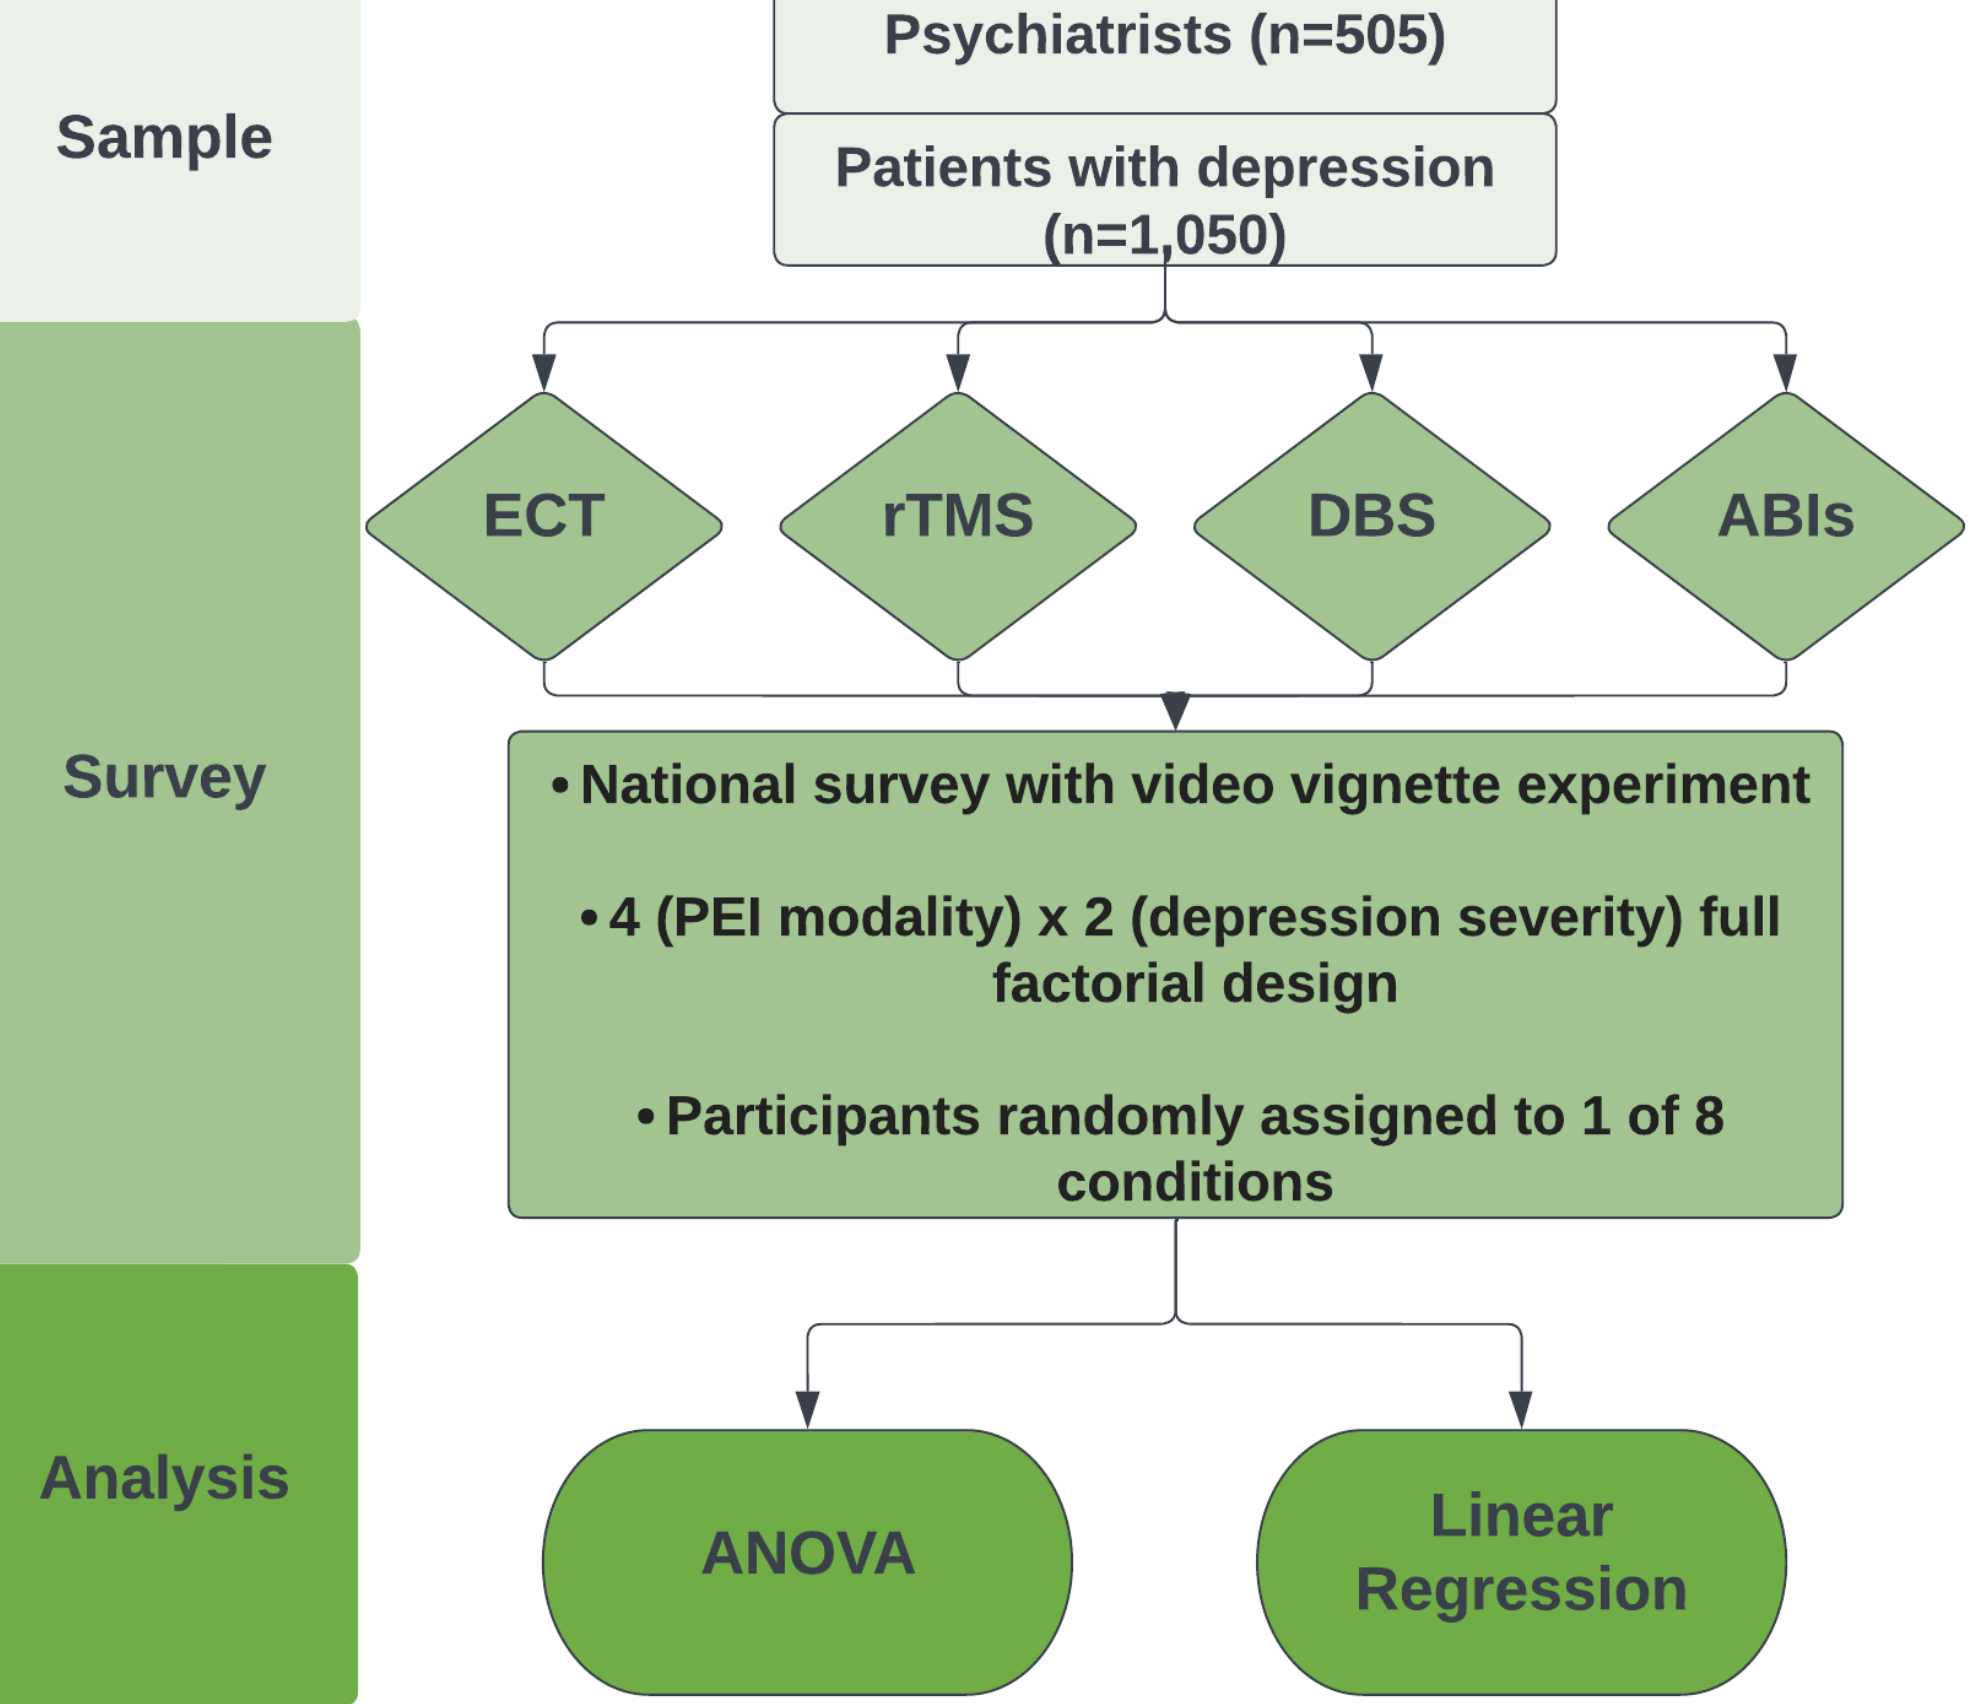 Sample
Psychiatrists (n=505)
Patients with depression
(n=1,050)
Survey
ECT
rTMS
DBS
ABIs
• National survey with video vignette experiment
• 4 (PEI modality) x 2 (depression severity) full
factorial design
• Participants randomly assigned to 1 of 8
conditions
Analysis
ANOVA
Linear
Regression